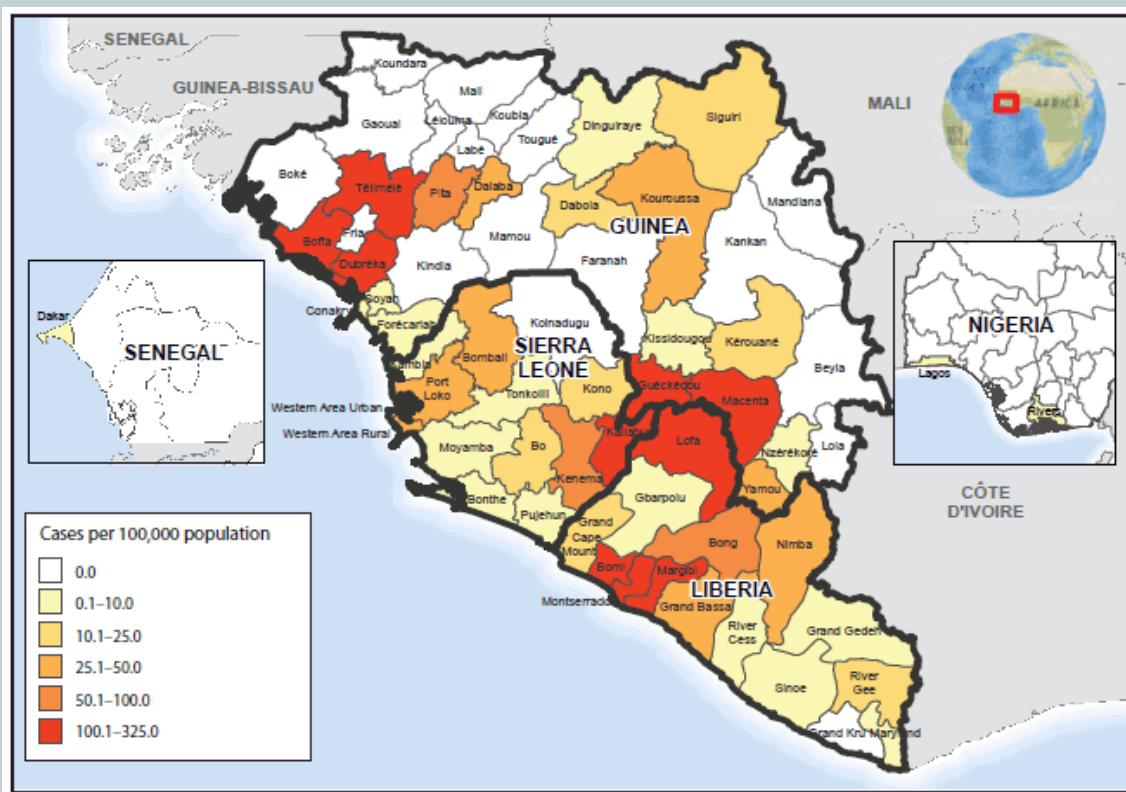 SENEGAL
GUINEA-BISSAU
MALI
AFRICA
Koundara
Mali
Koubia
Lélouma
Gaoual
Labé
Tougué
Dinguiraye
Siguiri
Boké
Télimélé
Pita
Dalaba
Dabola
Kouroussa
Mandiana
GUINEA
Fria
Boffa
Mamou
Kankan
Dubréka
Kindia
Faranah
Coyah
Conakry
Forécariah
Koinadugu
Kissidougou
Kérouané
Beyla
SIERRA
LEONE
Kambia
Bombali
Port
Loko
Tonkolili
Kono
Guéckédou
Macenta
Western Area Urban
Western Area Rural
Moyamba
Bo
Kailahun
Lofa
Nzérékoré
Lola
Kenema
Yamou
Bonthe
Pujehun
Gbarpolu
Grand
Cape
Mount
Bong
Nimba
Bomi
Margibi
LIBERIA
Montserrado
Grand Bassa
River
Cess
Grand Gedeh
Sinoe
River
Gee
Grand Kru
Maryland
CÔTE
D'IVOIRE
Dakar
SENEGAL
NIGERIA
Lagos
Rivers
Cases per 100,000 population
0.0
0.1–10.0
10.1–25.0
25.1–50.0
50.1–100.0
100.1–325.0